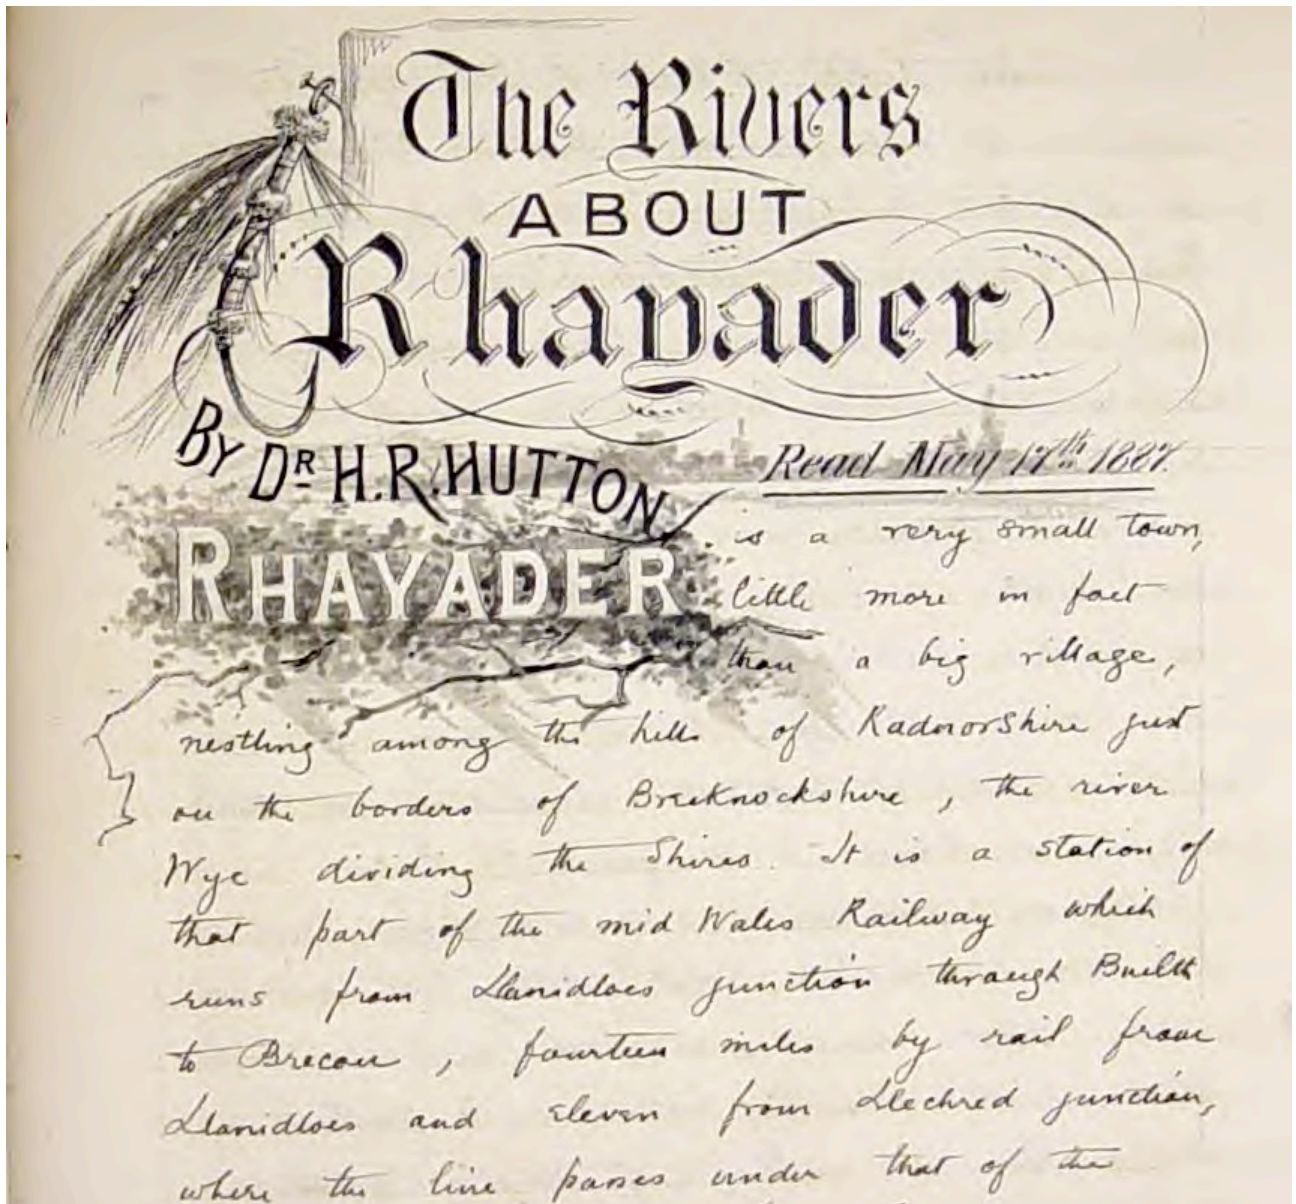 The Rivers
ABOUT
Rhayader
BY DR H.R. HUTTON
Read May 17th 1887.
RHAYADER is a very small town,
little more in fact
than a big village,
nestling among the hills of Radnorshire just
on the borders of Brecknockshire, the river
Wye dividing the Shires. It is a station of
that part of the mid Wales Railway which
runs from Llanidloes junction through Builth
to Brecon, fourteen miles by rail from
Llanidloes and eleven from Llechryd junction,
where the line passes under that of the